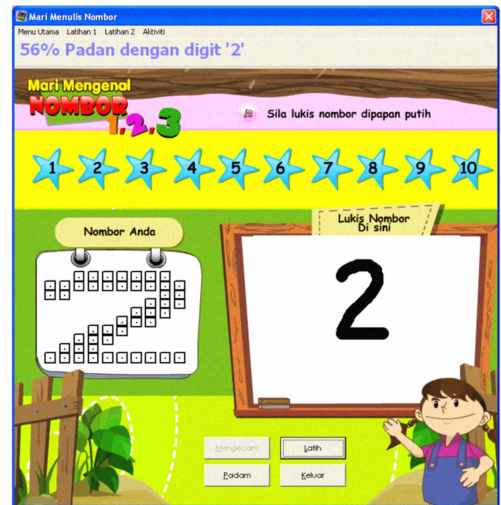 Mari Menulis Nombor
Menu Utama Latihan 1 Latihan 2 Aktiviti
56% Padan dengan digit '2'
Mari Mengenal
NOMBOR
1,2,3
Sila lukis nombor dipapan putih
1 2 3 4 5 6 7 8 9 10
Nombor Anda
Lukis Nombor
Di sini
2
Mengecam Latih
Padam Keluar